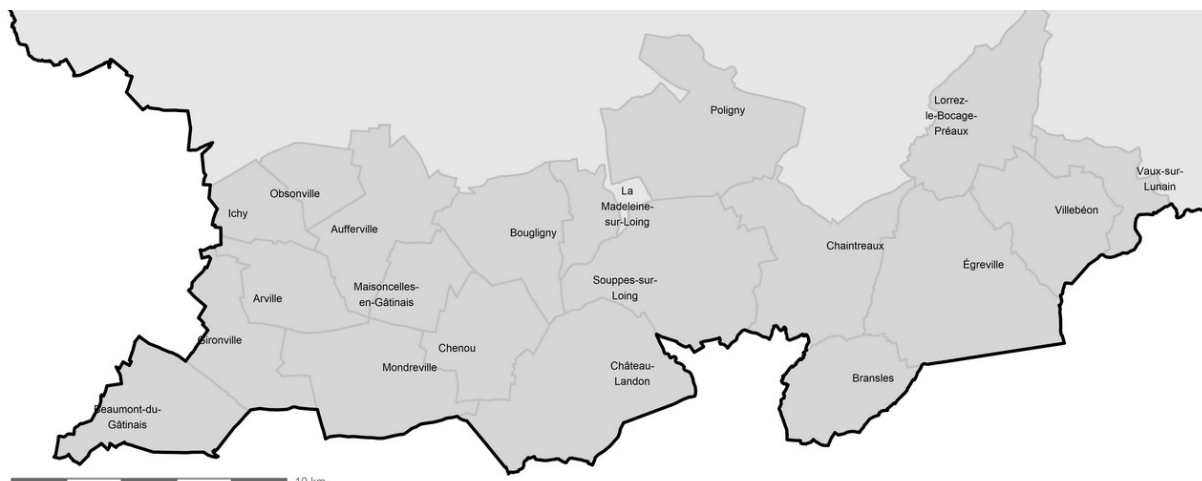 Poligny
Lorrez-
le-Bocage-
Préaux
Vaux-sur-
Lunain
Obsonville
La
Madeleine-
sur-Loing
Ichy
Villebéon
Aufferville
Bougligny
Chaintreaux
Égreville
Souppes-sur-
Loing
Maisoncelles-
en-Gâtinais
Arville
Gironville
Chenou
Mondreville
Château-
Landon
Bransles
Beaumont-du-
Gâtinais
10 km